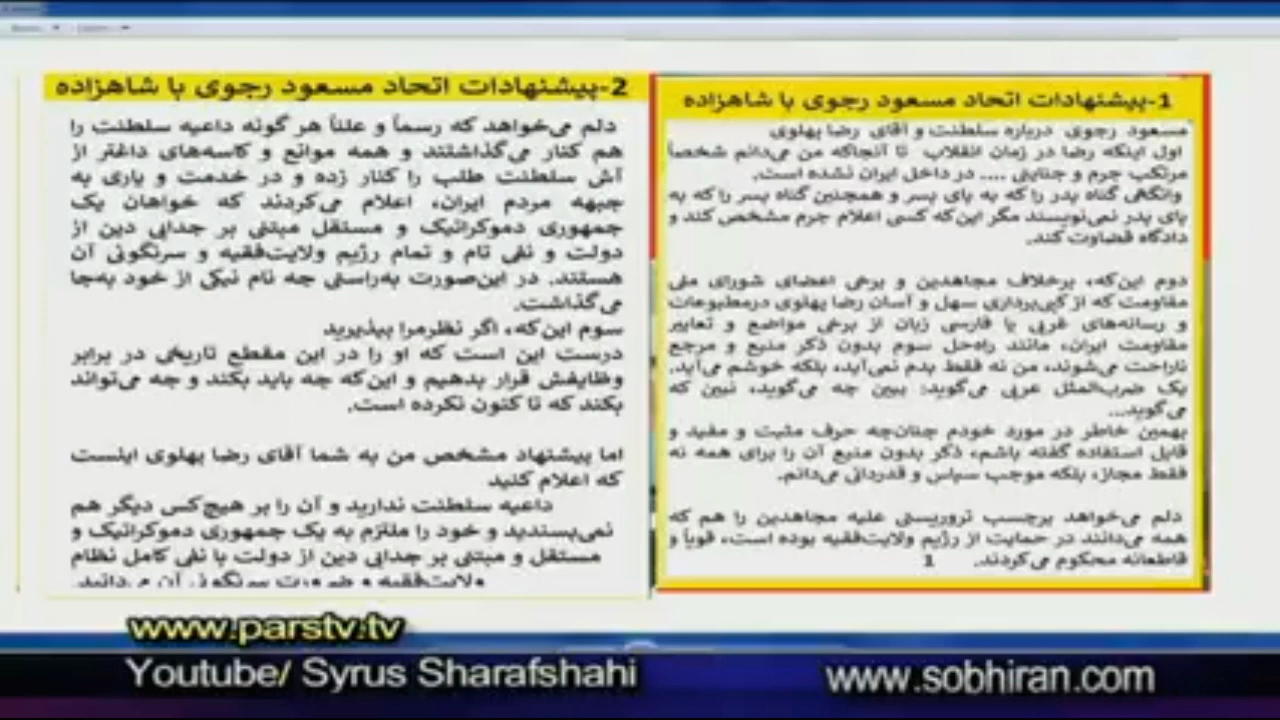 1-پیشنهادات اتحاد مسعود رجوی با شاهزاده
مسعود رجوی درباره سلطنت و آقای رضا پهلوی
اول اینکه رضا در زمان انقلاب تا آنجاکه من می‌دانم شخصاً
مرتکب جرم و جنایتی .... در داخل ایران نشده است.
وانگهی گناه پدر را که به پای پسر و همچنین گناه پسر را که به
پای پدر نمی‌نویسند مگر این‌که کسی اعلام جرم مشخص کند و
دادگاه قضاوت کند.
دوم این‌که، برخلاف مجاهدین و برخی اعضای شورای ملی
مقاومت که از کپی‌برداری سهل و آسان رضا پهلوی درمطبوعات
و رسانه‌های غربی یا فارسی زبان از برخی مواضع و تعابیر
مقاومت ایران، مانند راه‌حل سوم بدون ذکر منبع و مرجع
ناراحت می‌شوند، من نه فقط بدم نمی‌آید، بلکه خوشم می‌آید.
یک ضرب‌المثل عربی می‌گوید: ببین چه می‌گوید، نبین که
می‌گوید...
بهمین خاطر در مورد خودم چنان‌چه حرف مثبت و مفید و
قابل استفاده گفته باشم، ذکر بدون منبع آن را برای همه نه
فقط مجاز، بلکه موجب سپاس و قدردانی می‌دانم.
دلم می‌خواهد برچسب تروریستی علیه مجاهدین را هم که
همه می‌دانند در حمایت از رژیم ولایت‌فقیه بوده است، قویاً و
قاطعانه محکوم می‌کردند. 1
2-پیشنهادات اتحاد مسعود رجوی با شاهزاده
دلم می‌خواهد که رسماً و علناً هر گونه داعیه سلطنت را
هم کنار می‌گذاشتند و همه موانع و کاسه‌های داغتر از
آش سلطنت طلب را کنار زده و در خدمت و یاری به
جبهه مردم ایران، اعلام می‌کردند که خواهان یک
جمهوری دموکراتیک و مستقل مبتنی بر جدایی دین از
دولت و نفی تام و تمام رژیم ولایت‌فقیه و سرنگونی آن
هستند. در این‌صورت به‌راستی چه نام نیکی از خود به‌جا
می‌گذاشت.
سوم این‌که، اگر نظرمرا بپذیرید
درست این است که او را در این مقطع تاریخی در برابر
وظایفش قرار بدهیم و این‌که چه باید بکند و چه می‌تواند
بکند که تا کنون نکرده است.
اما پیشنهاد مشخص من به شما آقای رضا پهلوی اینست
که اعلام کنید
داعیه سلطنت ندارید و آن را بر هیچ‌کس دیگر هم
نمی‌پسندید و خود را ملتزم به یک جمهوری دموکراتیک و
مستقل و مبتنی بر جدایی دین از دولت با نفی کامل نظام
ولایت‌فقیه و ضرورت سرنگونی آن می‌دانید.
www.parstv.tv
Youtube/ Syrus Sharafshahi
www.sobhiran.com